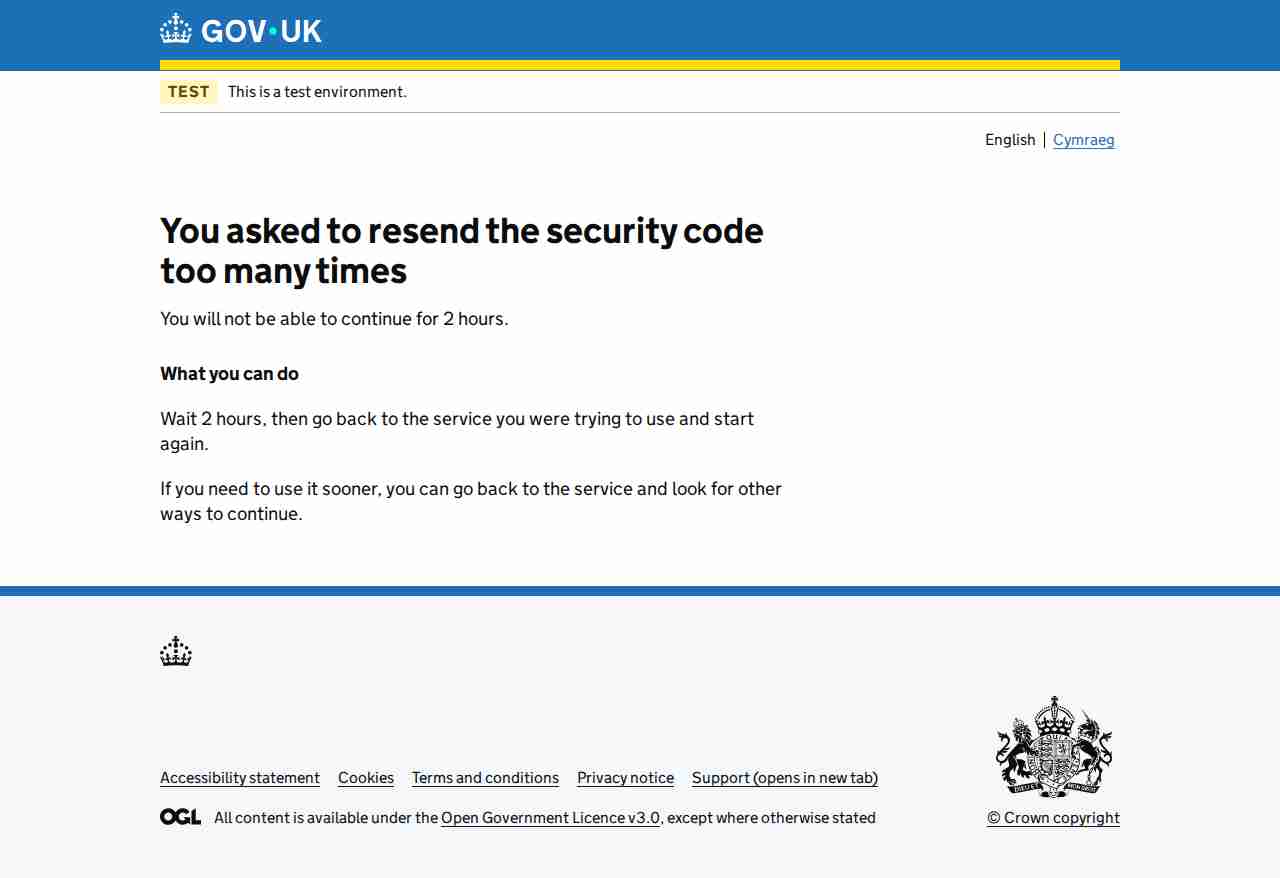 GOV·UK
TEST This is a test environment.
English | Cymraeg
You asked to resend the security code
too many times
You will not be able to continue for 2 hours.
What you can do
Wait 2 hours, then go back to the service you were trying to use and start
again.
If you need to use it sooner, you can go back to the service and look for other
ways to continue.
Accessibility statement Cookies Terms and conditions Privacy notice Support (opens in new tab)
OGL All content is available under the Open Government Licence v3.0, except where otherwise stated
© Crown copyright